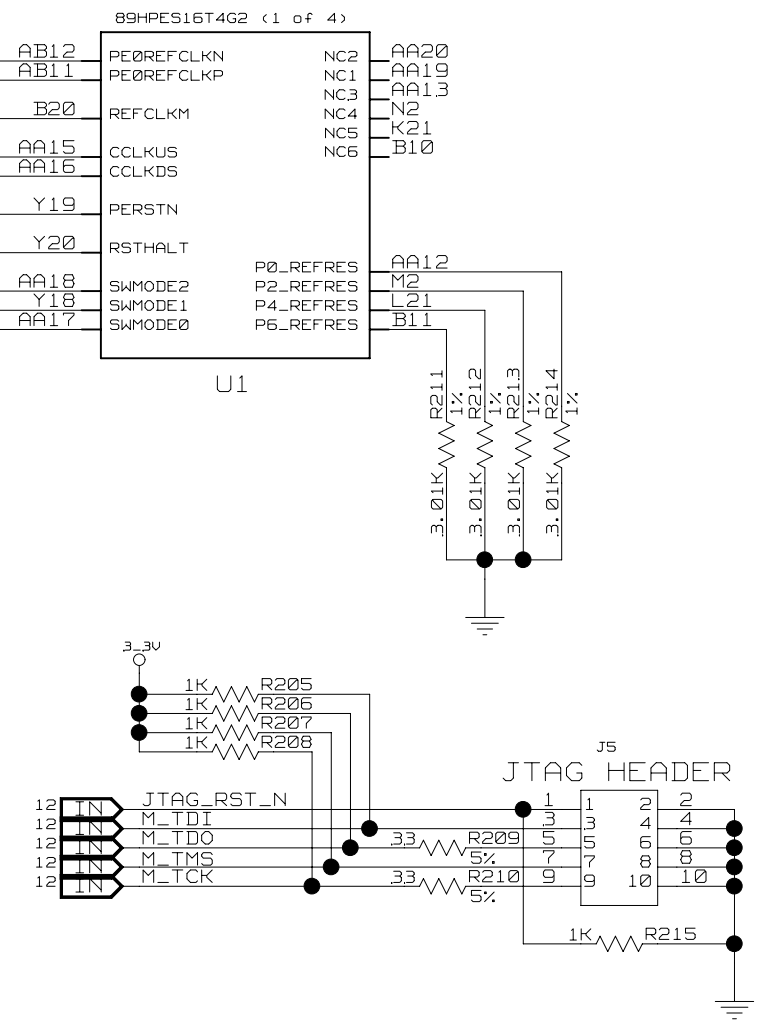 89HPES16T4G2 (1 of 4)
AB12 PE0REFCLKN NC2 AA20
AB11 PE0REFCLKP NC1 AA19
NC3 AA13
B20 REFCLKM NC4 N2
NC5 K21
AA15 CCLKUS NC6 B10
AA16 CCLKDS
Y19 PERSTN
Y20 RSTHALT
P0_REFRES AA12
AA18 SWMODE2 P2_REFRES M2
Y18 SWMODE1 P4_REFRES L21
AA17 SWMODE0 P6_REFRES B11
U1
R211 1% R212 1% R213 1% R214 1%
3.01K 3.01K 3.01K 3.01K
3_3V
1K R205
1K R206
1K R207
1K R208
J5
JTAG HEADER
12 IN JTAG_RST_N 1 1 2 2
12 IN M_TDI 3 3 4 4
12 IN M_TDO 33 R209 5% 5 5 6 6
12 IN M_TMS 7 7 8 8
12 IN M_TCK 33 R210 5% 9 9 10 10
1K R215